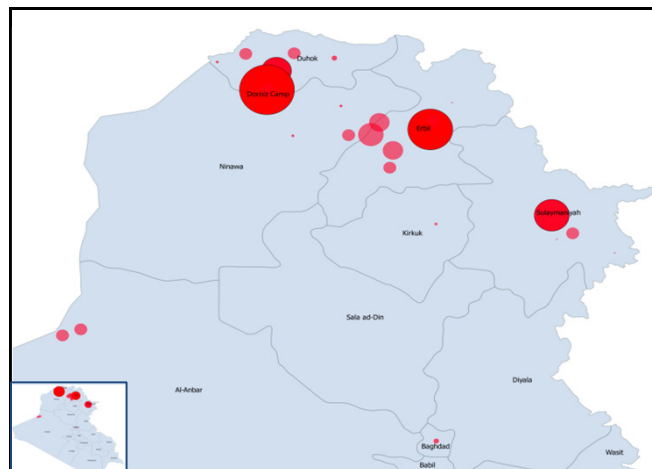 Duhok
Domiz Camp
Erbil
Ninawa
Sulaymaniyah
Kirkuk
Sala ad-Din
Al-Anbar
Diyala
Baghdad
Wasit
Babil